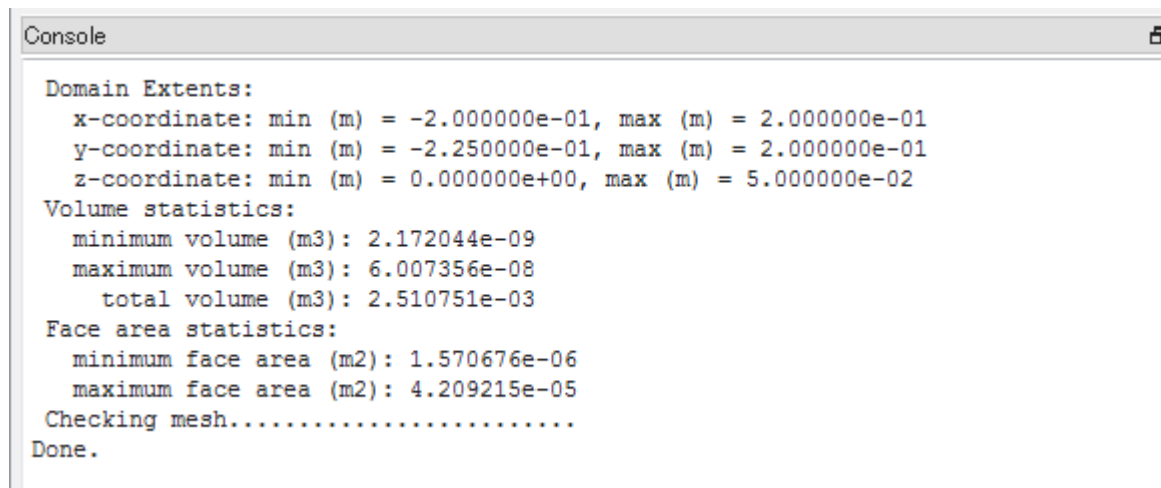 Console
Domain Extents:
x-coordinate: min (m) = -2.000000e-01, max (m) = 2.000000e-01
y-coordinate: min (m) = -2.250000e-01, max (m) = 2.000000e-01
z-coordinate: min (m) = 0.000000e+00, max (m) = 5.000000e-02
Volume statistics:
minimum volume (m3): 2.172044e-09
maximum volume (m3): 6.007356e-08
total volume (m3): 2.510751e-03
Face area statistics:
minimum face area (m2): 1.570676e-06
maximum face area (m2): 4.209215e-05
Checking mesh.........................
Done.